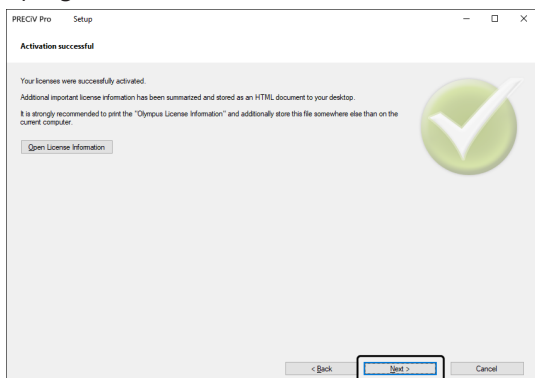 PRECiV Pro Setup
Activation successful
Your licenses were successfully activated.
Additional important license information has been summarized and stored as an HTML document to your desktop.
It is strongly recommended to print the "Olympus License Information" and additionally store this file somewhere else than on the
current computer.
Open License Information
< Back Next > Cancel